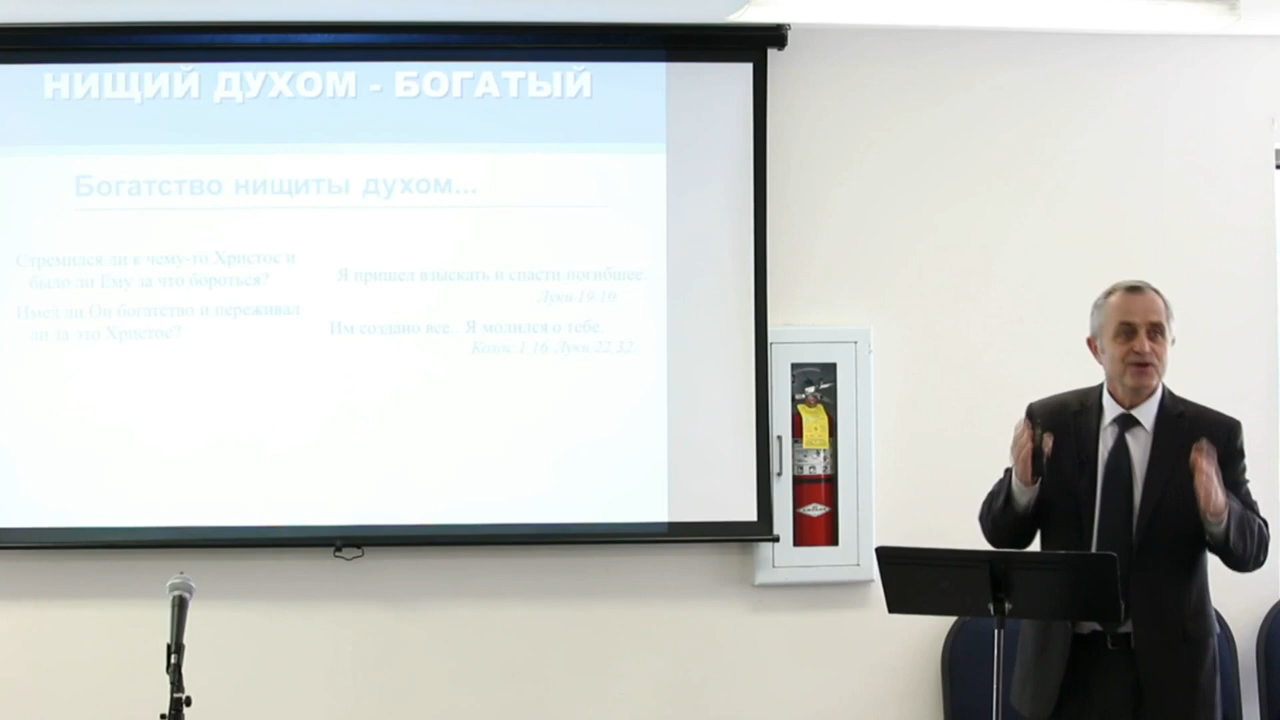 НИЩИЙ ДУХОМ - БОГАТЫЙ
Богатство нищиты духом...
Стремился ли к чему-то Христос и
было ли Ему за что бороться?
Я пришел взыскать и спасти погибшее.
Луки 19:10.
Имел ли Он богатство и переживал
ли за это Христос?
Им создано все. Я молился о тебе.
Колос.1,16 Луки.22,32.